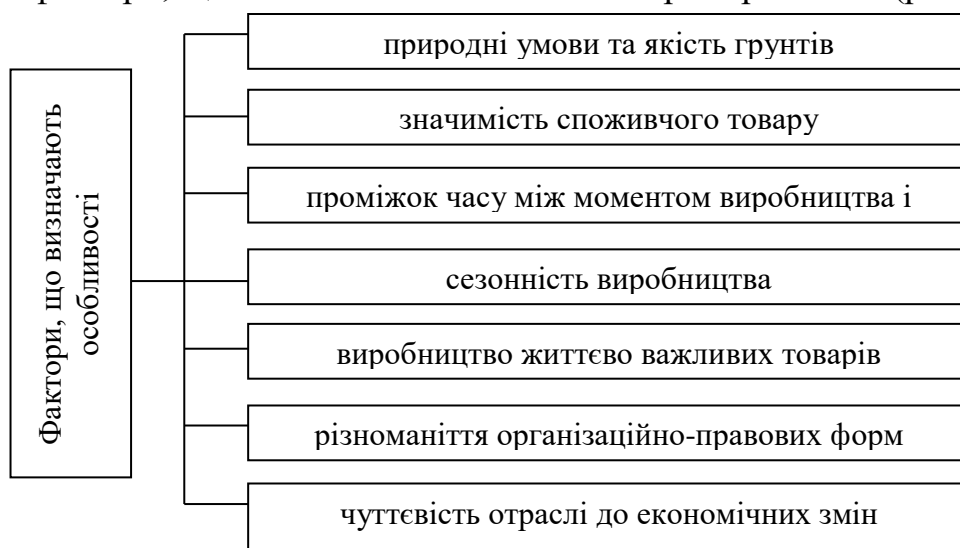 Фактори, що визначають
особливості
природні умови та якість грунтів
значимість споживчого товару
проміжок часу між моментом виробництва і
сезонність виробництва
виробництво життєво важливих товарів
різноманіття організаційно-правових форм
чуттєвість отраслі до економічних змін